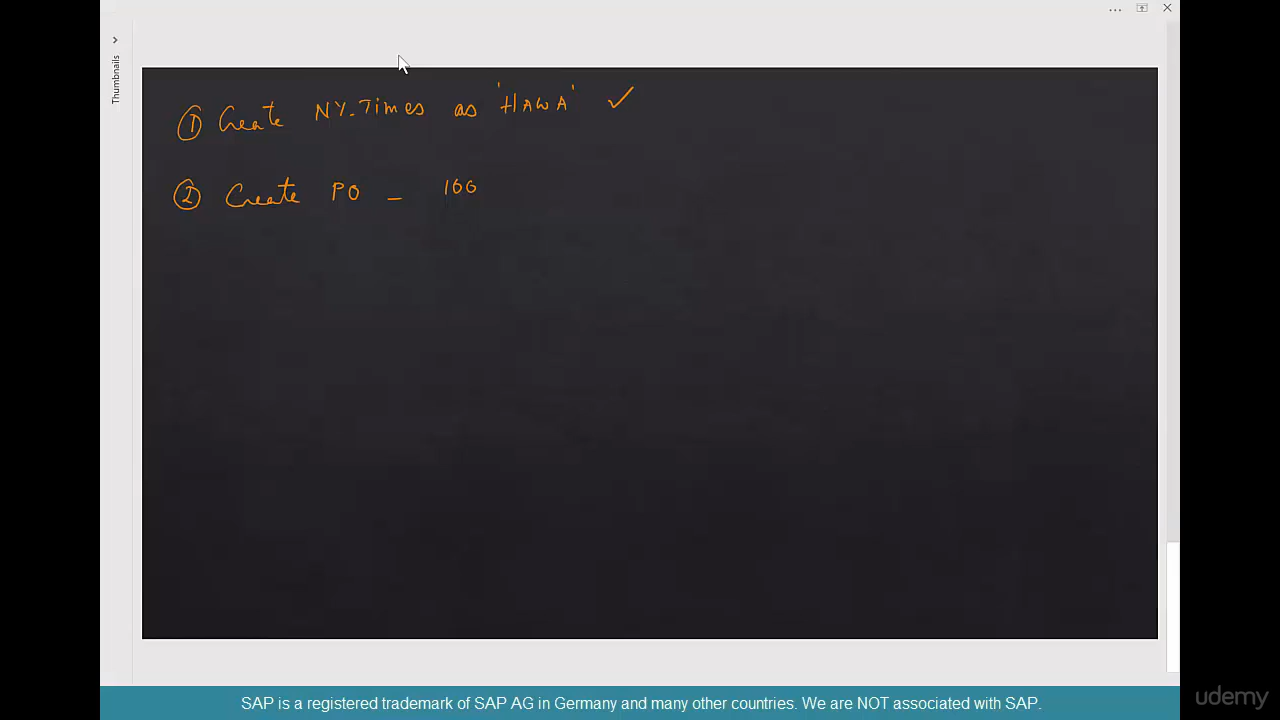 Thumbnails
① Create NY-Times as 'HAWA' ✓
② Create PO - 100
SAP is a registered trademark of SAP AG in Germany and many other countries. We are NOT associated with SAP.
udemy